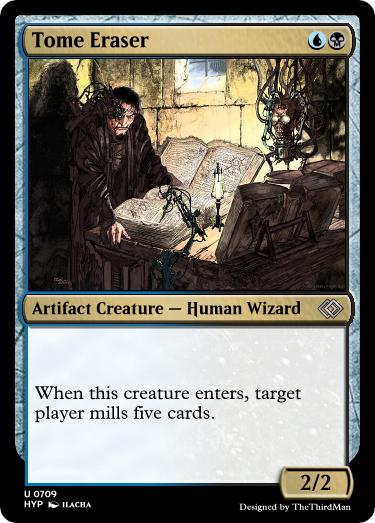 Tome Eraser
Artifact Creature — Human Wizard
When this creature enters, target
player mills five cards.
2/2
U 0709
HYP ILACHA
Designed by TheThirdMan